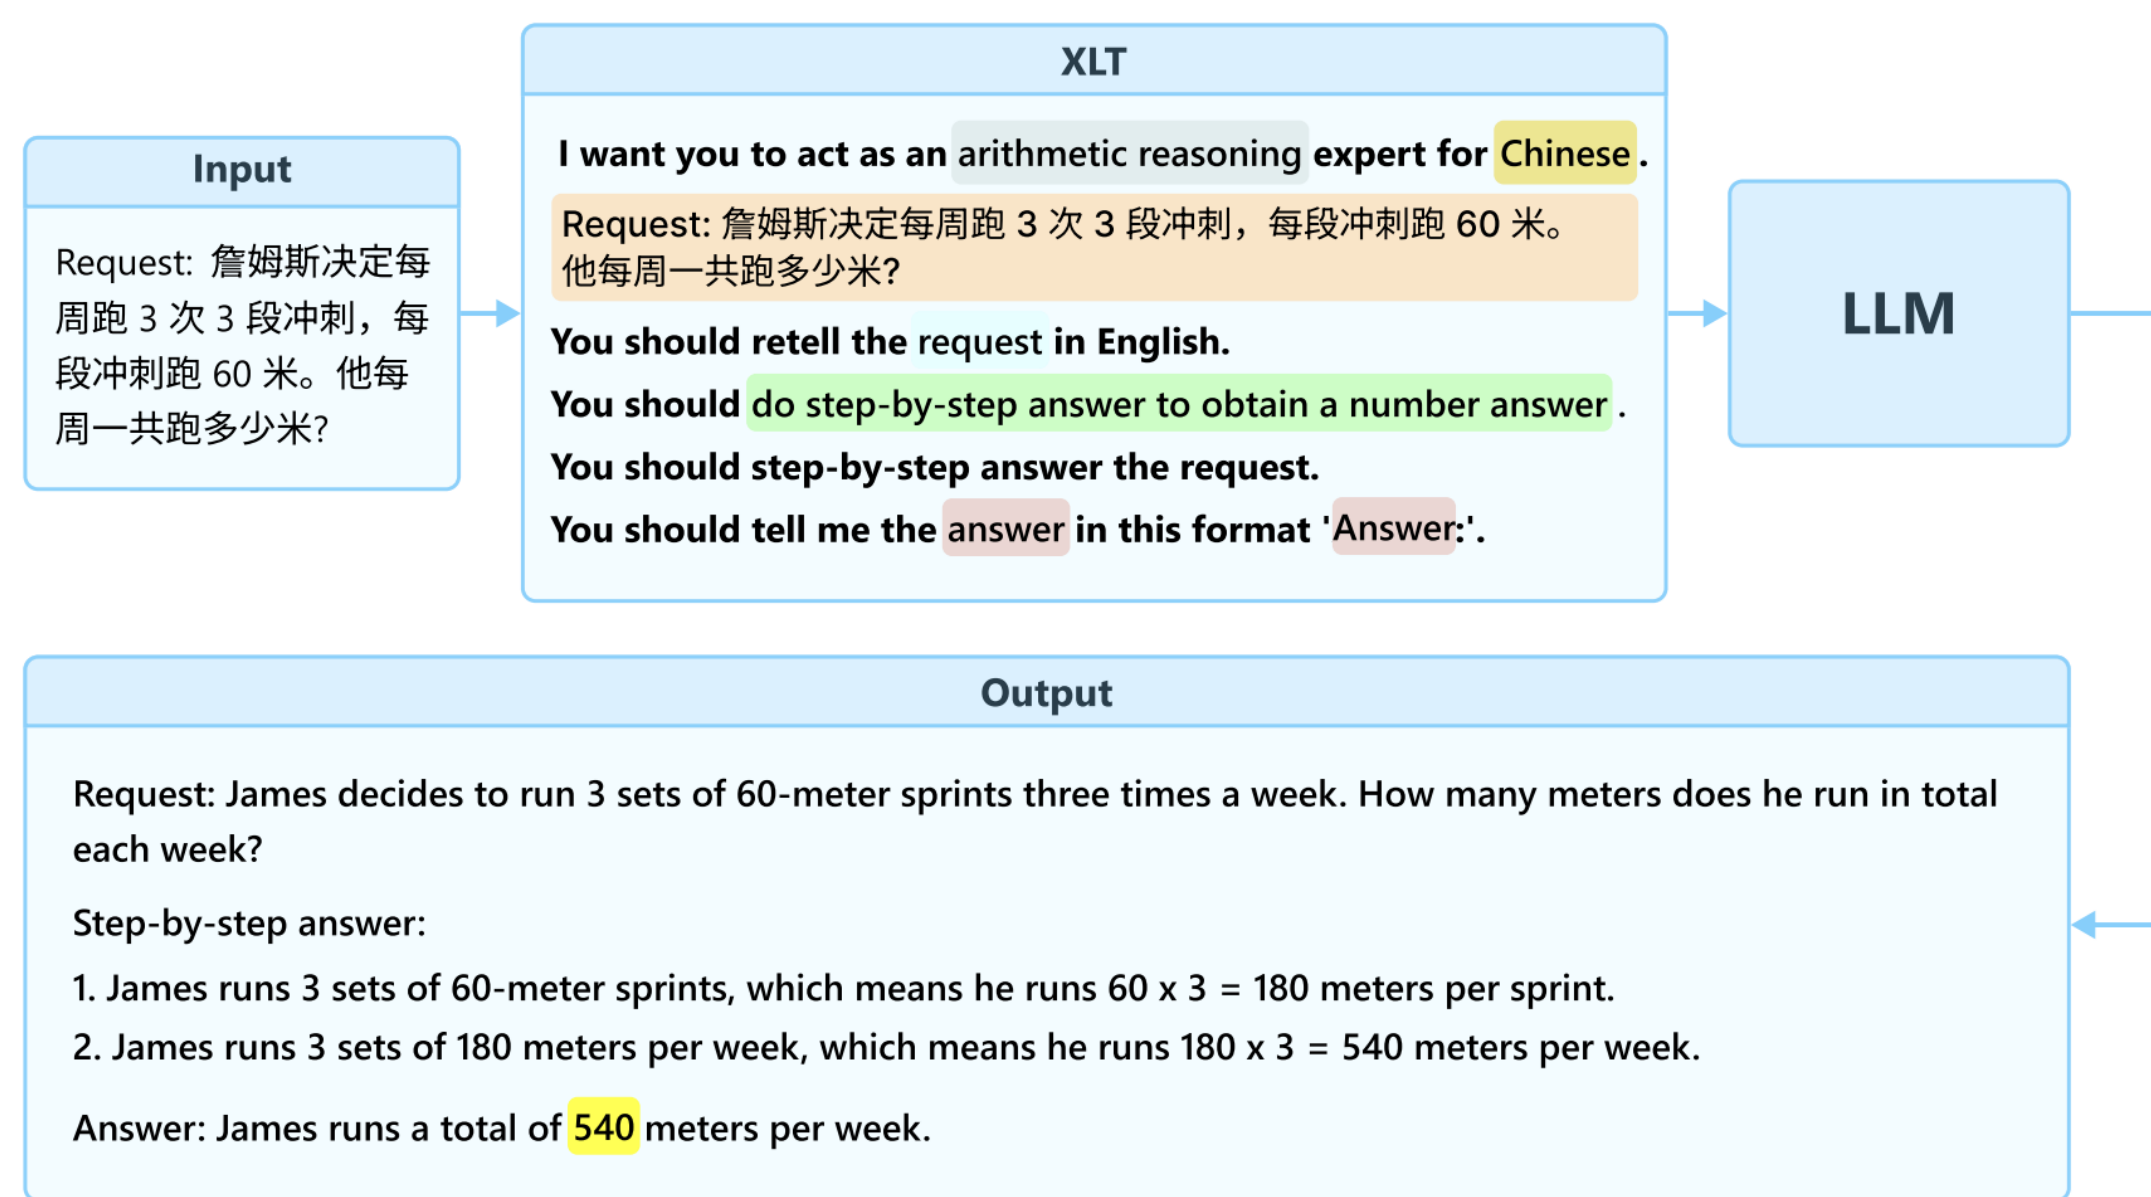 Input
Request: 詹姆斯决定每
周跑 3 次 3 段冲刺，每
段冲刺跑 60 米。他每
周一共跑多少米?
XLT
I want you to act as an arithmetic reasoning expert for Chinese.
Request: 詹姆斯决定每周跑 3 次 3 段冲刺，每段冲刺跑 60 米。
他每周一共跑多少米?
You should retell the request in English.
You should do step-by-step answer to obtain a number answer .
You should step-by-step answer the request.
You should tell me the answer in this format 'Answer:'.
LLM
Output
Request: James decides to run 3 sets of 60-meter sprints three times a week. How many meters does he run in total
each week?
Step-by-step answer:
1. James runs 3 sets of 60-meter sprints, which means he runs 60 x 3 = 180 meters per sprint.
2. James runs 3 sets of 180 meters per week, which means he runs 180 x 3 = 540 meters per week.
Answer: James runs a total of 540 meters per week.